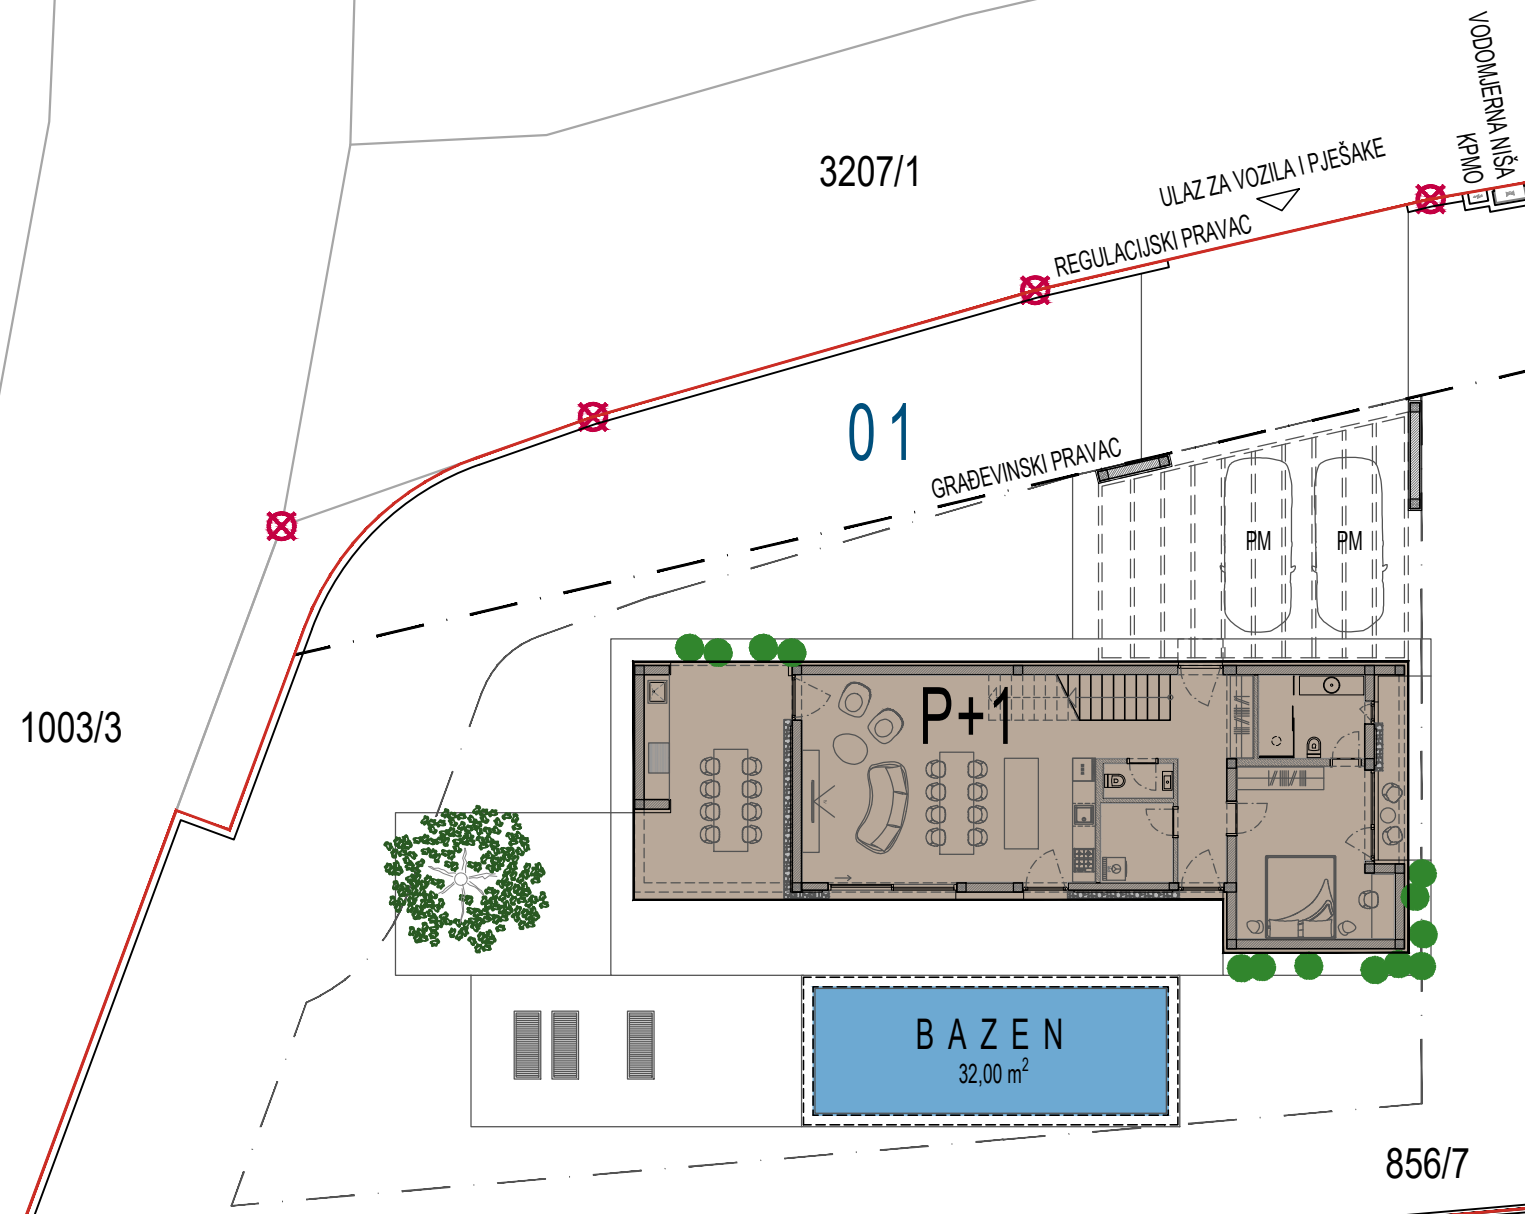 VODOMJERNA NIŠA
KPMO
3207/1
ULAZ ZA VOZILA I PJEŠAKE
REGULACIJSKI PRAVAC
01
GRAĐEVINSKI PRAVAC
PM
PM
1003/3
P+1
BAZEN
32,00 m²
856/7